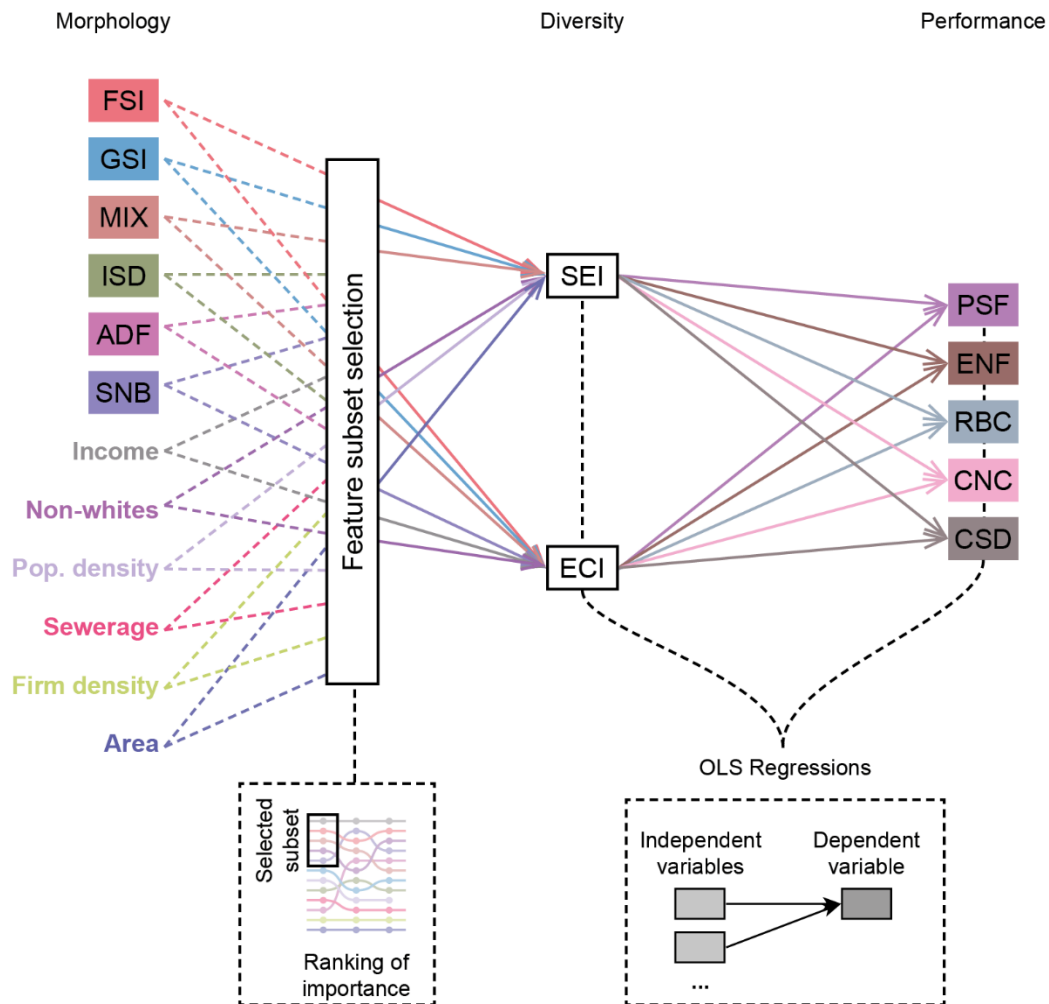 Morphology
Diversity
Performance
FSI
GSI
MIX
ISD
ADF
SNB
Income
Non-whites
Pop. density
Sewerage
Firm density
Area
Feature subset selection
SEI
ECI
PSF
ENF
RBC
CNC
CSD
Selected
subset
Ranking of
importance
OLS Regressions
Independent
variables
Dependent
variable
...